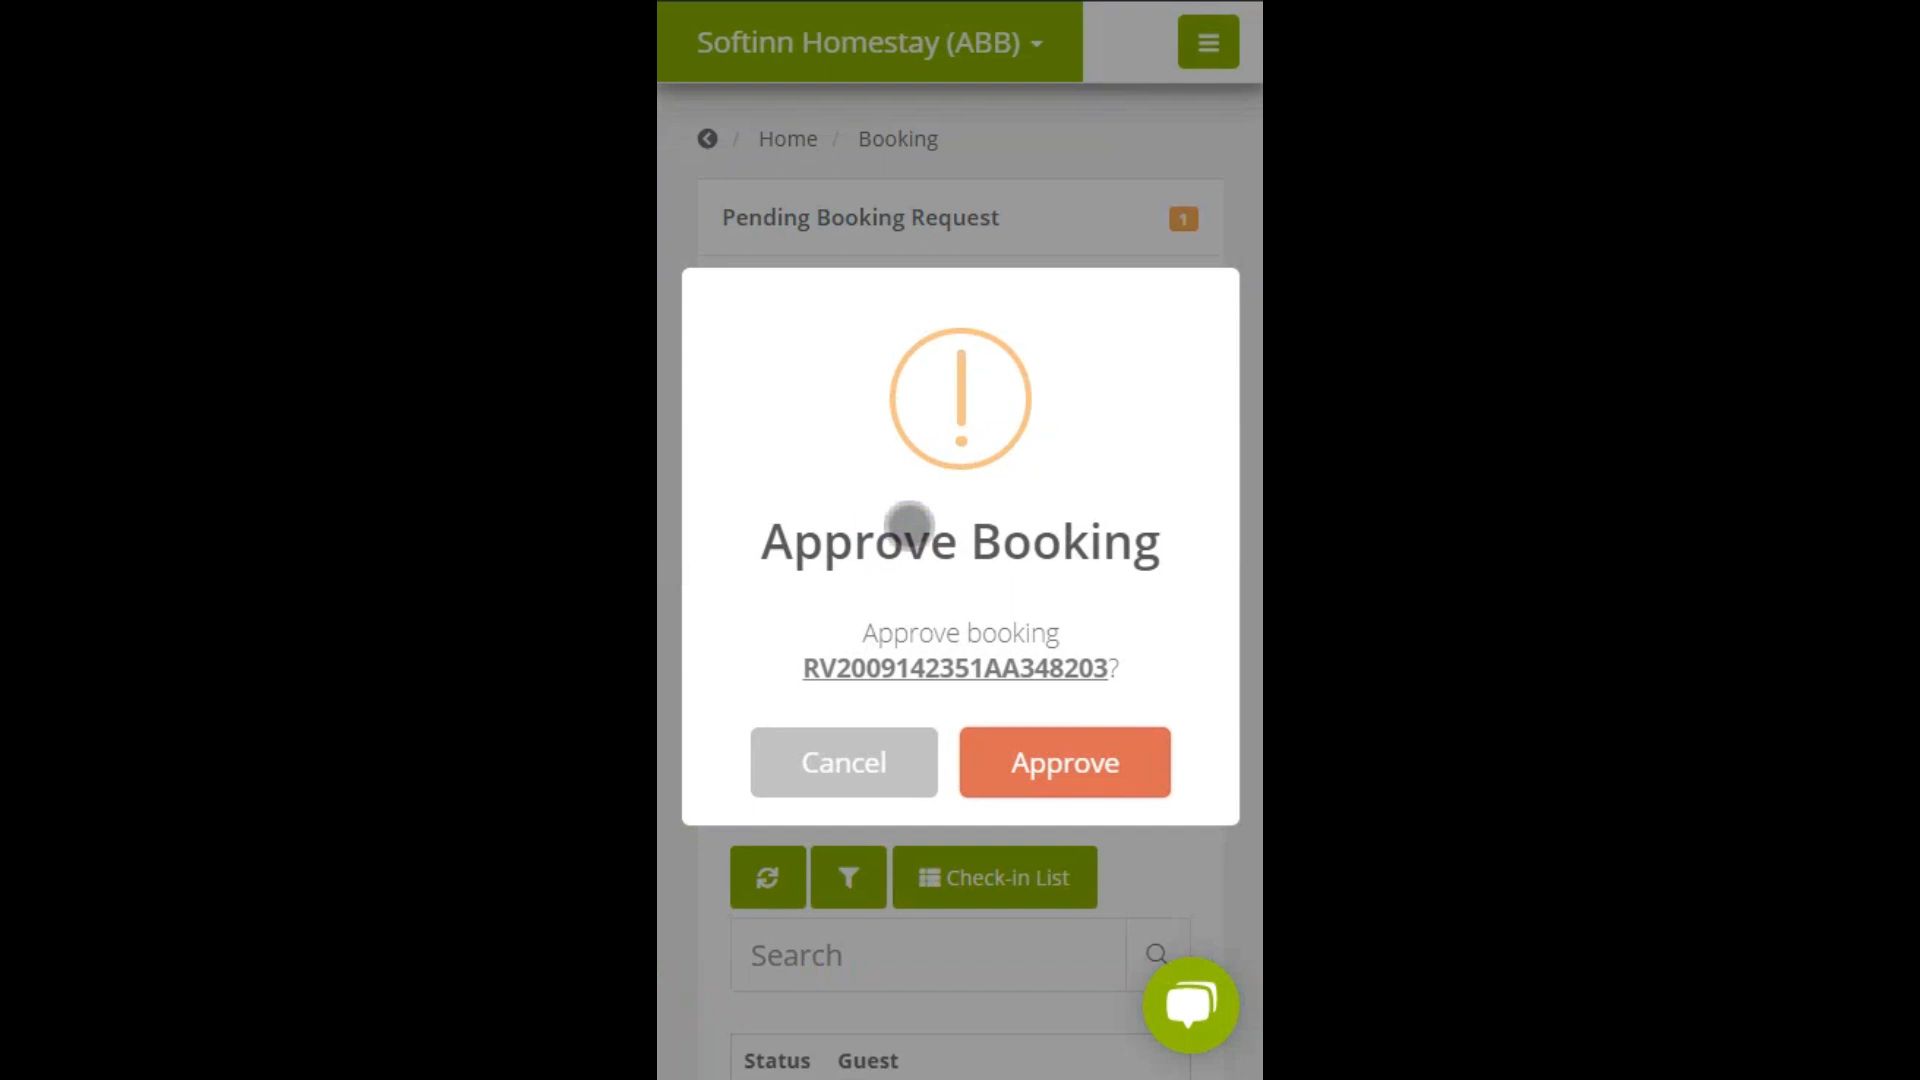 Softinn Homestay (ABB)
/ Home / Booking
Pending Booking Request 1
Approve Booking
Approve booking
RV2009142351AA348203?
Cancel Approve
Check-in List
Search
Status Guest